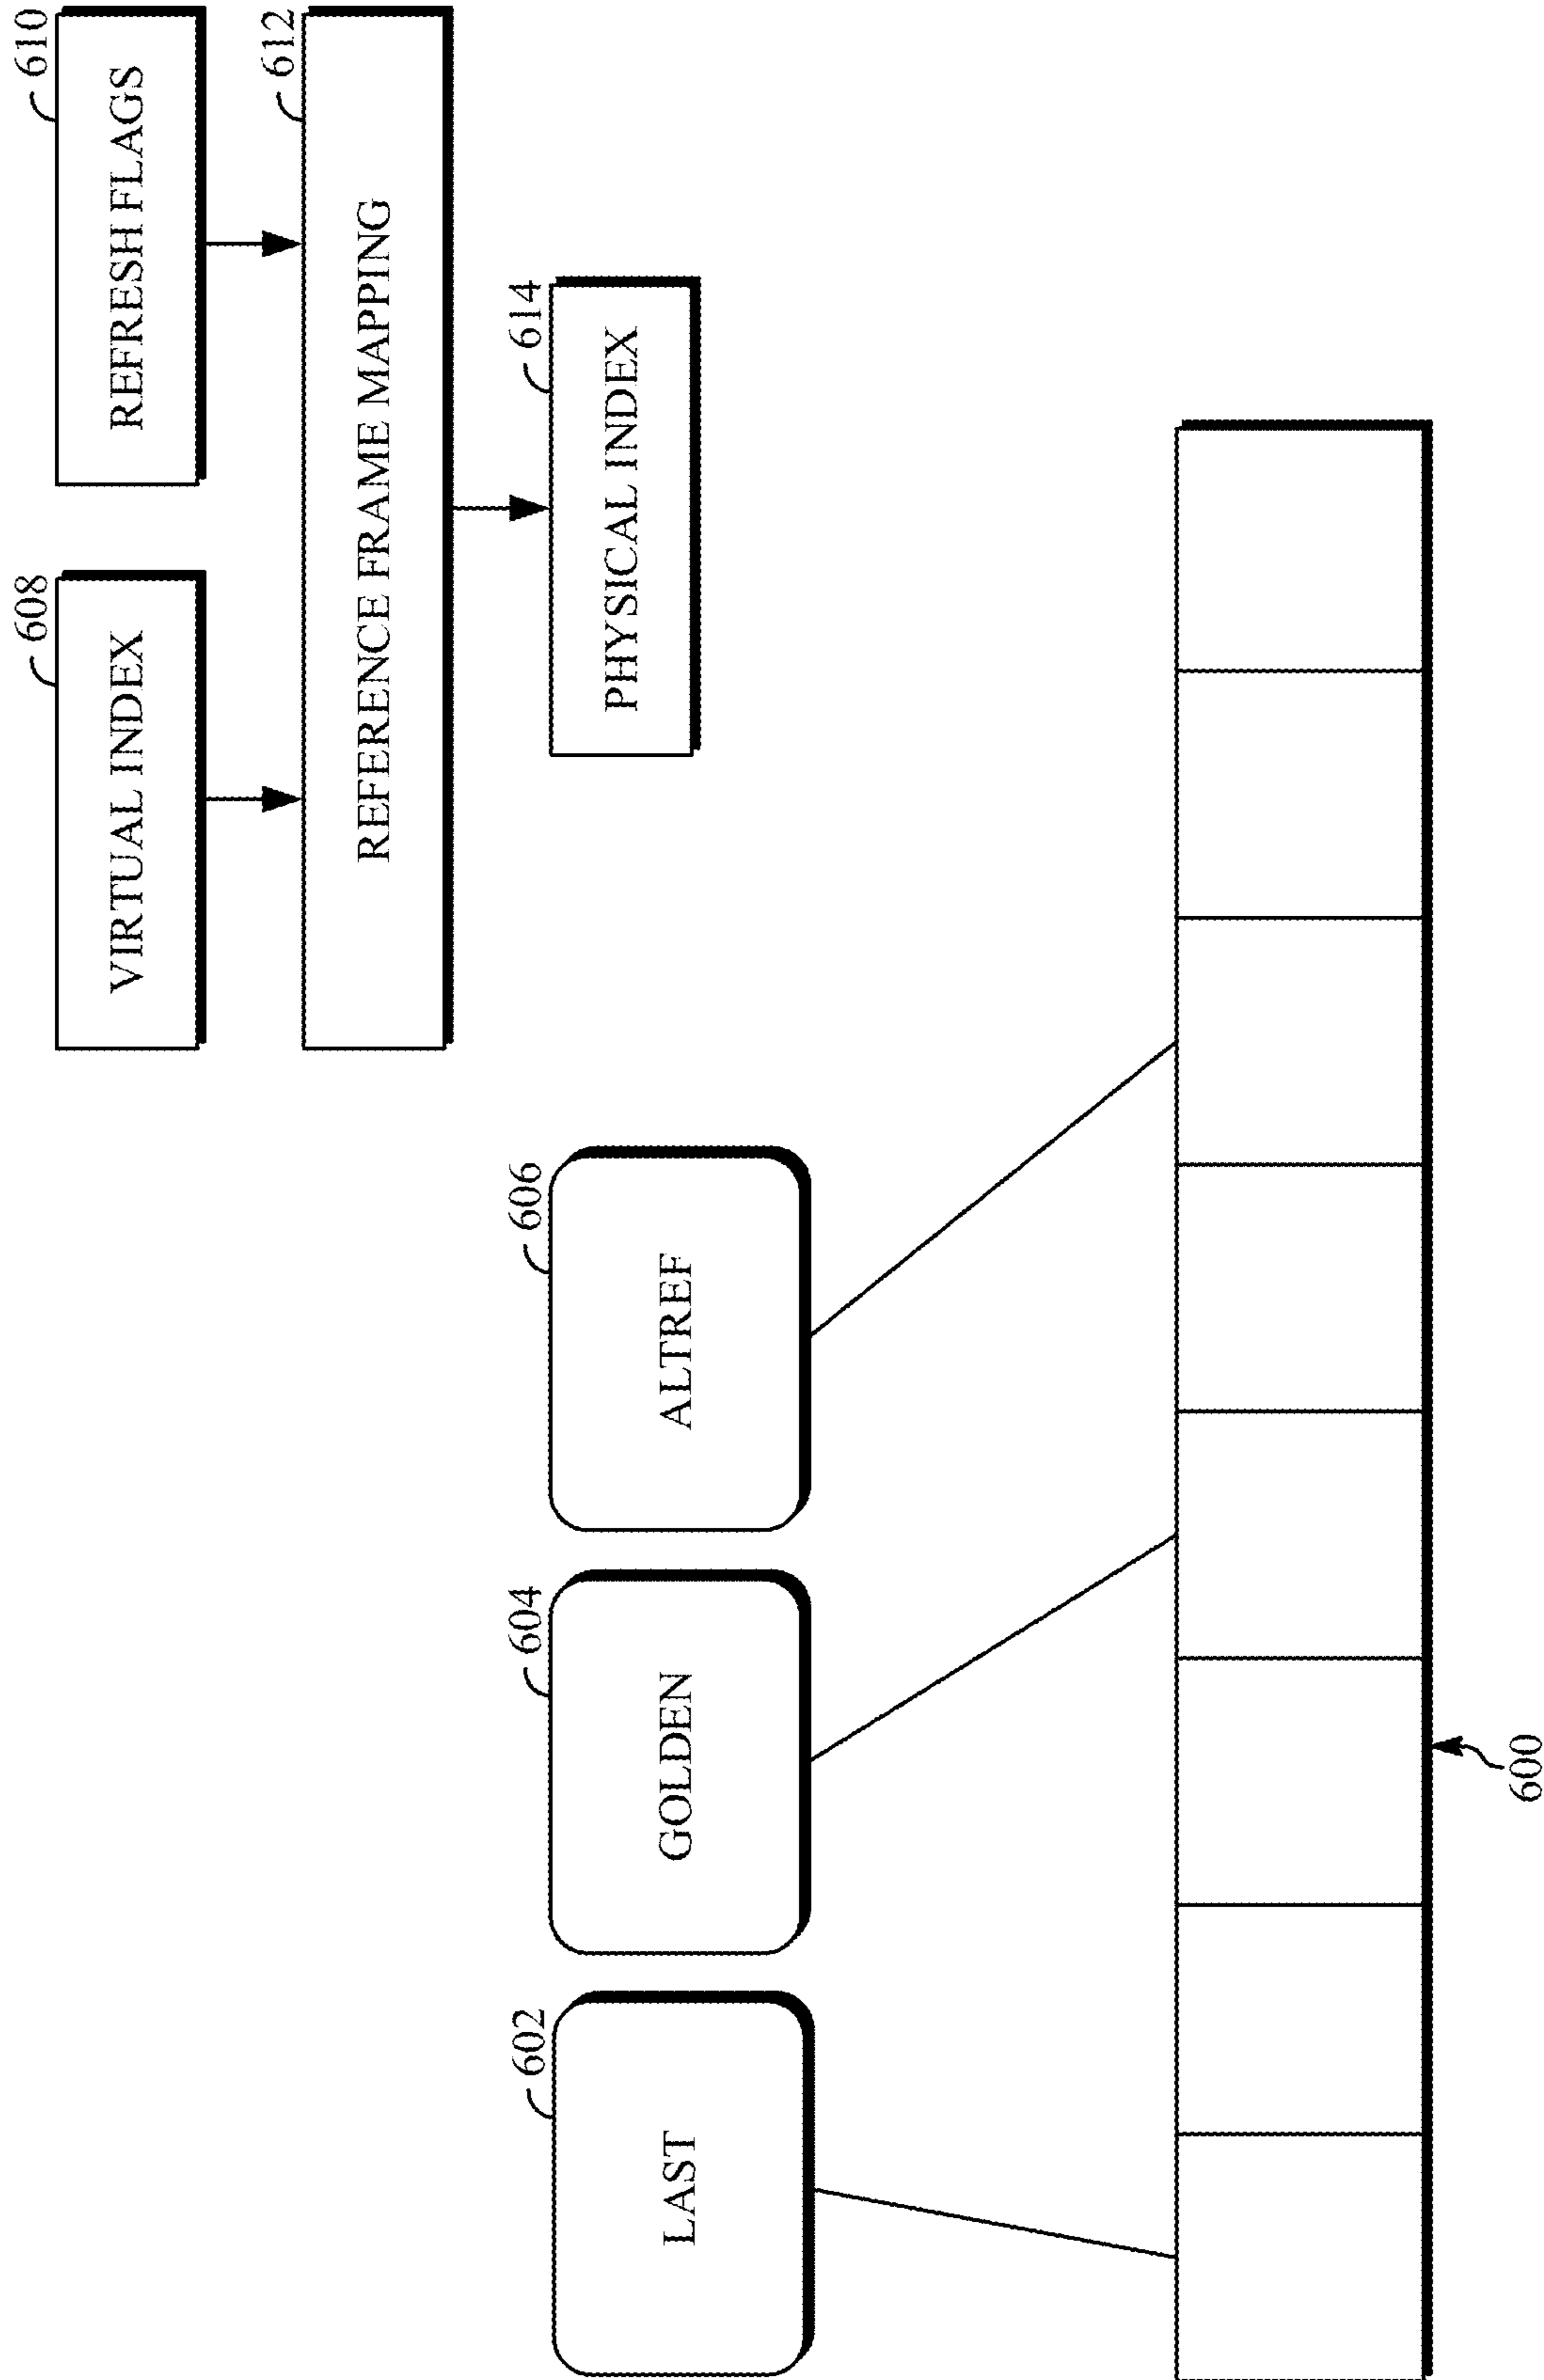 608
VIRTUAL INDEX
610
REFRESH FLAGS
612
REFERENCE FRAME MAPPING
614
PHYSICAL INDEX
602
LAST
604
GOLDEN
606
ALTREF
600